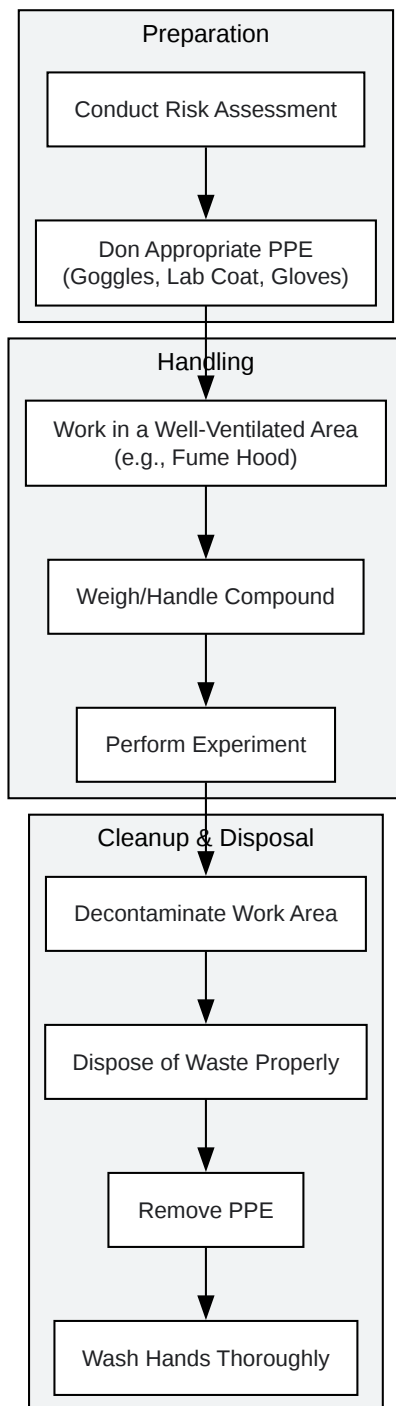 Preparation
Conduct Risk Assessment
Don Appropriate PPE
(Goggles, Lab Coat, Gloves)
Handling
Work in a Well-Ventilated Area
(e.g., Fume Hood)
Weigh/Handle Compound
Perform Experiment
Cleanup & Disposal
Decontaminate Work Area
Dispose of Waste Properly
Remove PPE
Wash Hands Thoroughly